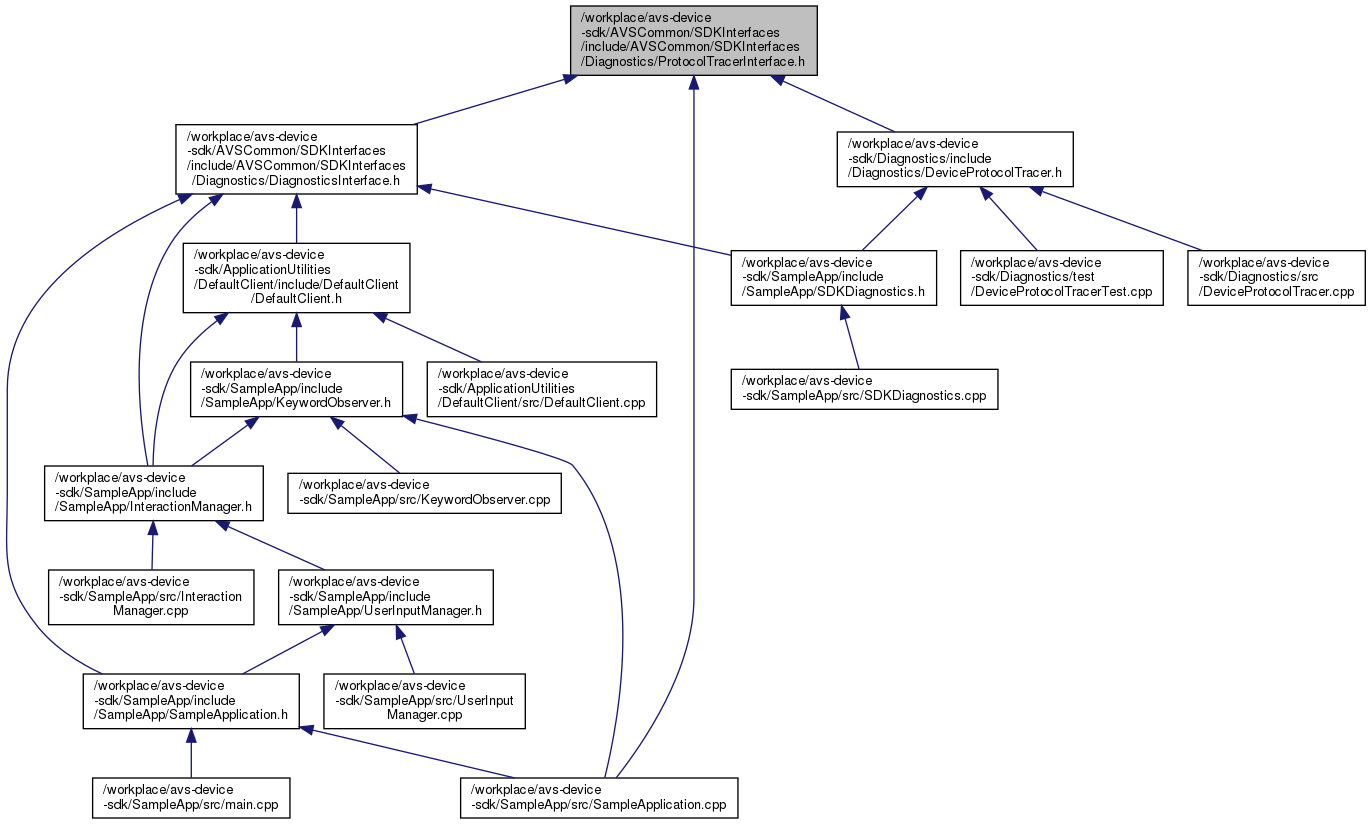 /workplace/avs-device
-sdk/AVSCommon/SDKInterfaces
/include/AVSCommon/SDKInterfaces
/Diagnostics/ProtocolTracerInterface.h
/workplace/avs-device
-sdk/AVSCommon/SDKInterfaces
/include/AVSCommon/SDKInterfaces
/Diagnostics/DiagnosticsInterface.h
/workplace/avs-device
-sdk/Diagnostics/include
/Diagnostics/DeviceProtocolTracer.h
/workplace/avs-device
-sdk/ApplicationUtilities
/DefaultClient/include/DefaultClient
/DefaultClient.h
/workplace/avs-device
-sdk/SampleApp/include
/SampleApp/SDKDiagnostics.h
/workplace/avs-device
-sdk/Diagnostics/test
/DeviceProtocolTracerTest.cpp
/workplace/avs-device
-sdk/Diagnostics/src
/DeviceProtocolTracer.cpp
/workplace/avs-device
-sdk/SampleApp/include
/SampleApp/KeywordObserver.h
/workplace/avs-device
-sdk/ApplicationUtilities
/DefaultClient/src/DefaultClient.cpp
/workplace/avs-device
-sdk/SampleApp/src/SDKDiagnostics.cpp
/workplace/avs-device
-sdk/SampleApp/include
/SampleApp/InteractionManager.h
/workplace/avs-device
-sdk/SampleApp/src/KeywordObserver.cpp
/workplace/avs-device
-sdk/SampleApp/src/Interaction
Manager.cpp
/workplace/avs-device
-sdk/SampleApp/include
/SampleApp/UserInputManager.h
/workplace/avs-device
-sdk/SampleApp/include
/SampleApp/SampleApplication.h
/workplace/avs-device
-sdk/SampleApp/src/UserInput
Manager.cpp
/workplace/avs-device
-sdk/SampleApp/src/main.cpp
/workplace/avs-device
-sdk/SampleApp/src/SampleApplication.cpp